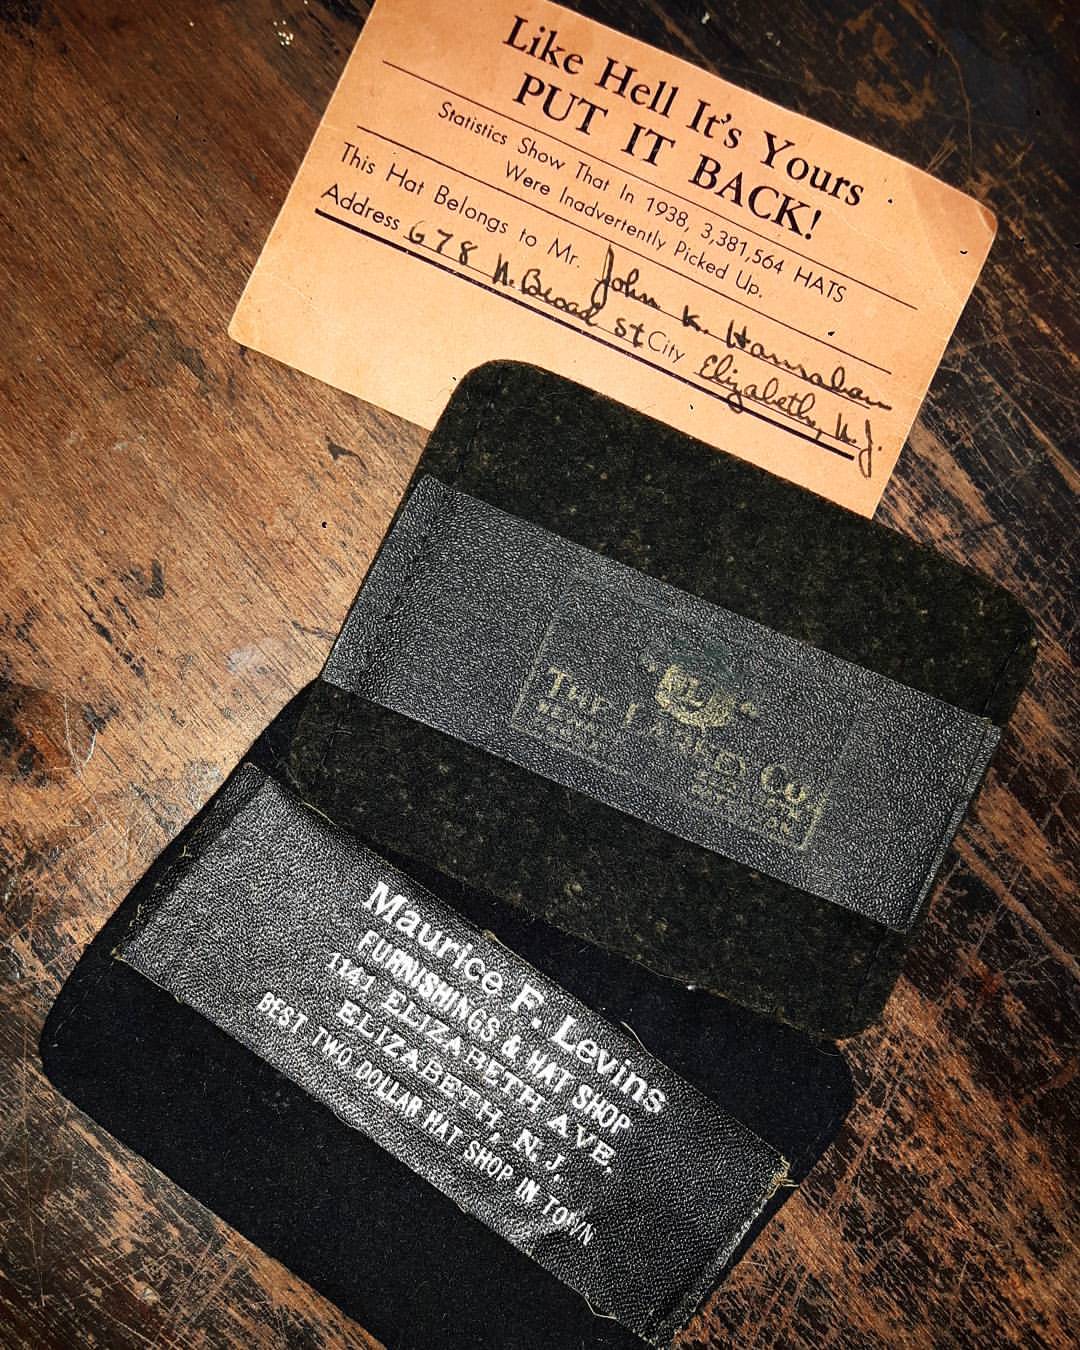 Like Hell It's Yours
PUT IT BACK!
Statistics Show That In 1938, 3,381,564 HATS
Were Inadvertently Picked Up.
This Hat Belongs to Mr. John K. Hanrahan
Address 678 N. Broad St City Elizabeth, N.J.
THE Co.
Maurice F. Levins
FURNISHINGS & HAT SHOP
1141 ELIZABETH AVE.
ELIZABETH, N. J.
BEST TWO DOLLAR HAT SHOP IN TOWN